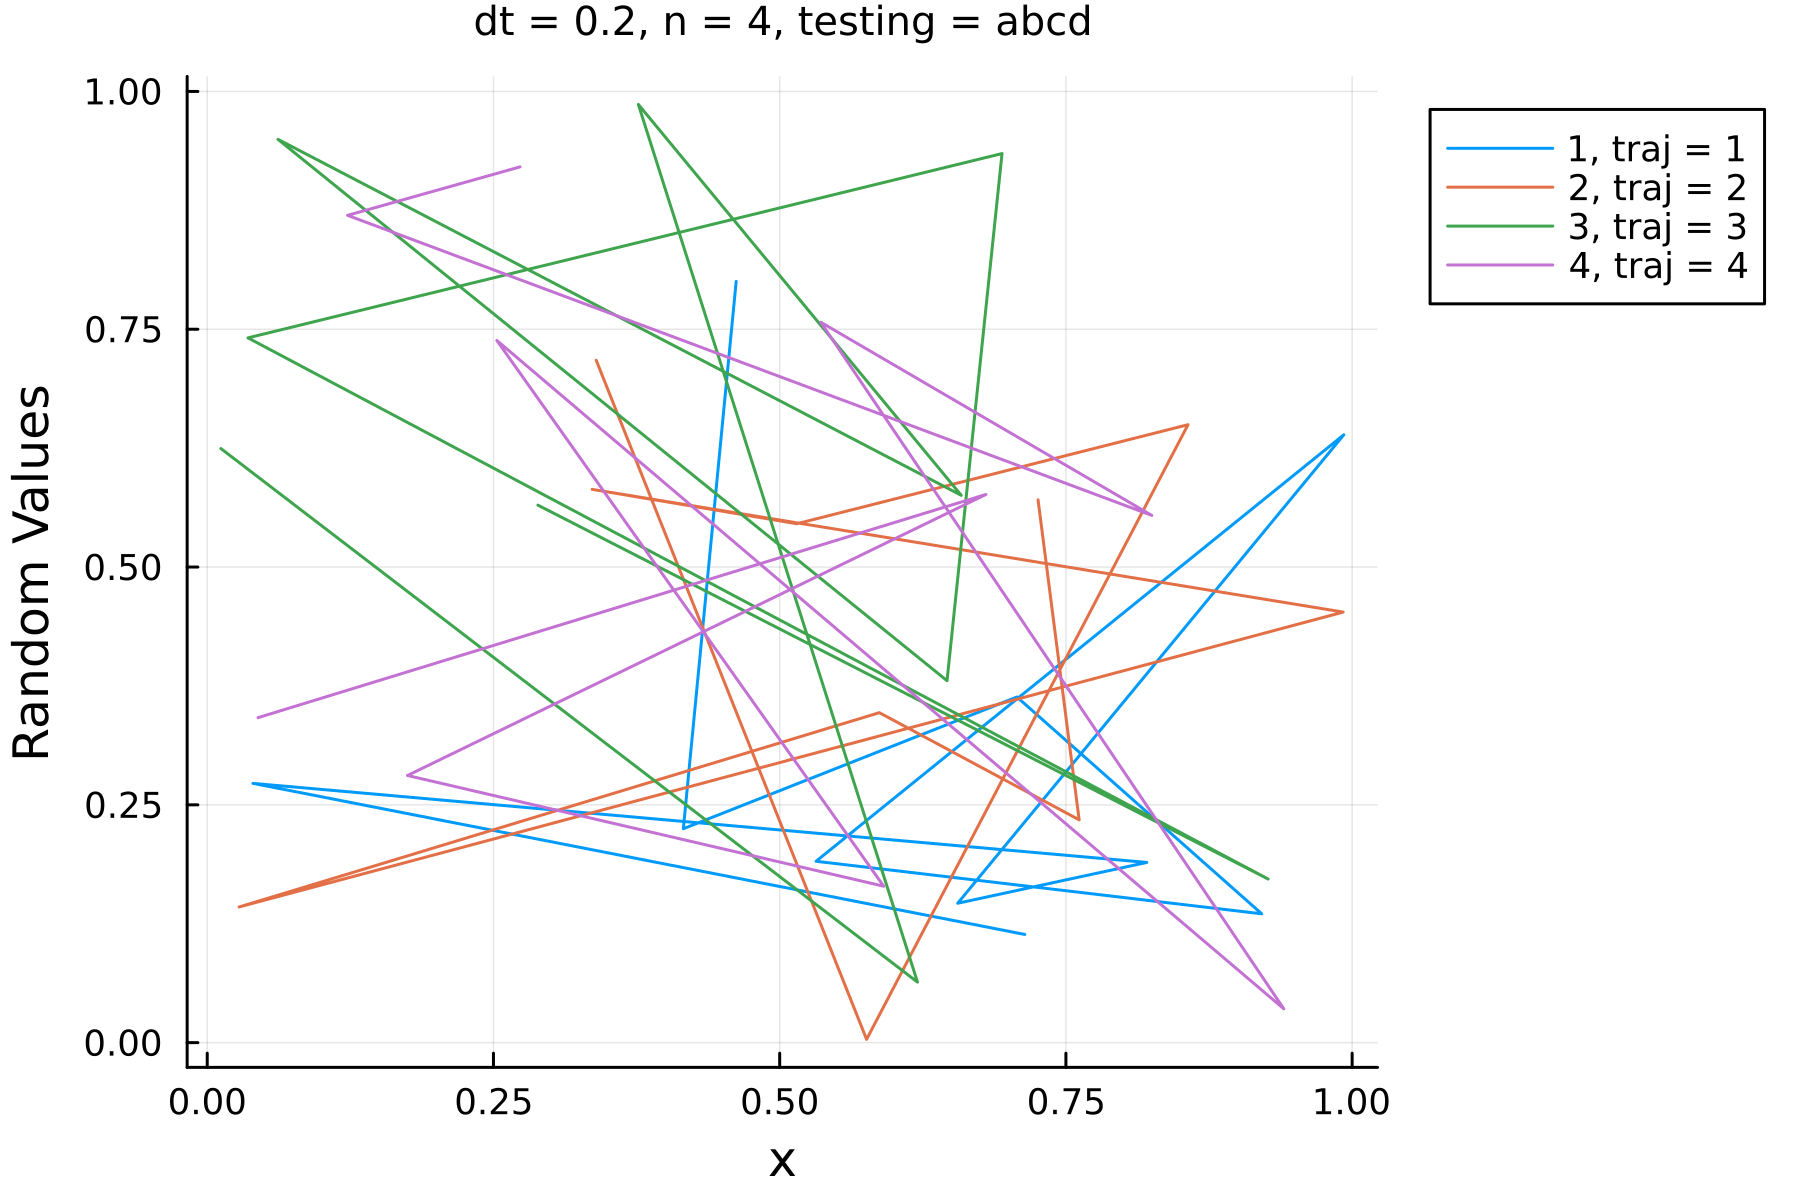 dt = 0.2, n = 4, testing = abcd
1.00
0.75
0.50
0.25
0.00
Random Values
0.00 0.25 0.50 0.75 1.00
x
1, traj = 1
2, traj = 2
3, traj = 3
4, traj = 4